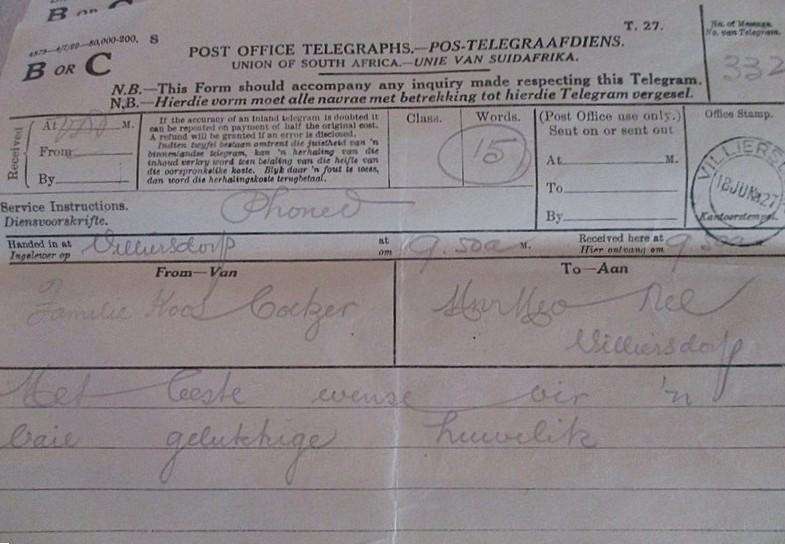 B OR C
T. 27.
No. of Message.
No. van Telegram.
S
POST OFFICE TELEGRAPHS.—POS-TELEGRAAFDIENS.
B OR C
UNION OF SOUTH AFRICA.—UNIE VAN SUIDAFRIKA.
332
N.B.—This Form should accompany any inquiry made respecting this Telegram.
N.B.—Hierdie vorm moet alle navrae met betrekking tot hierdie Telegram vergesel.
Received
At M.
From
By
If the accuracy of an inland telegram is doubted it
can be repeated on payment of half the original cost.
A refund will be granted if an error is disclosed.
Indien twyfel bestaan omtrent die juistheid van 'n
binnelandse telegram, kan 'n herhaling van die
inhoud verkry word teen betaling van die helfte van
die oorspronkelike koste. Blyk daar 'n fout te wees,
dan word die herhalingskoste terugbetaal.
Class.
Words.
15
(Post Office use only.)
Sent on or sent out
At M.
To
By
Office Stamp.
VILLIERSD
18 JUN 27
Kantoorstempel.
Service Instructions.
Diensvoorskrifte.
Phoned
Handed in at
Ingelewer op
Villiersdorp
at
om
9.50a M.
Received here at
Hier ontvang om
9.50a
From—Van
To—Aan
Familie Koos Coetzer
Nel
Villiersdorp
Met beste wense vir 'n
baie gelukkige huwelik